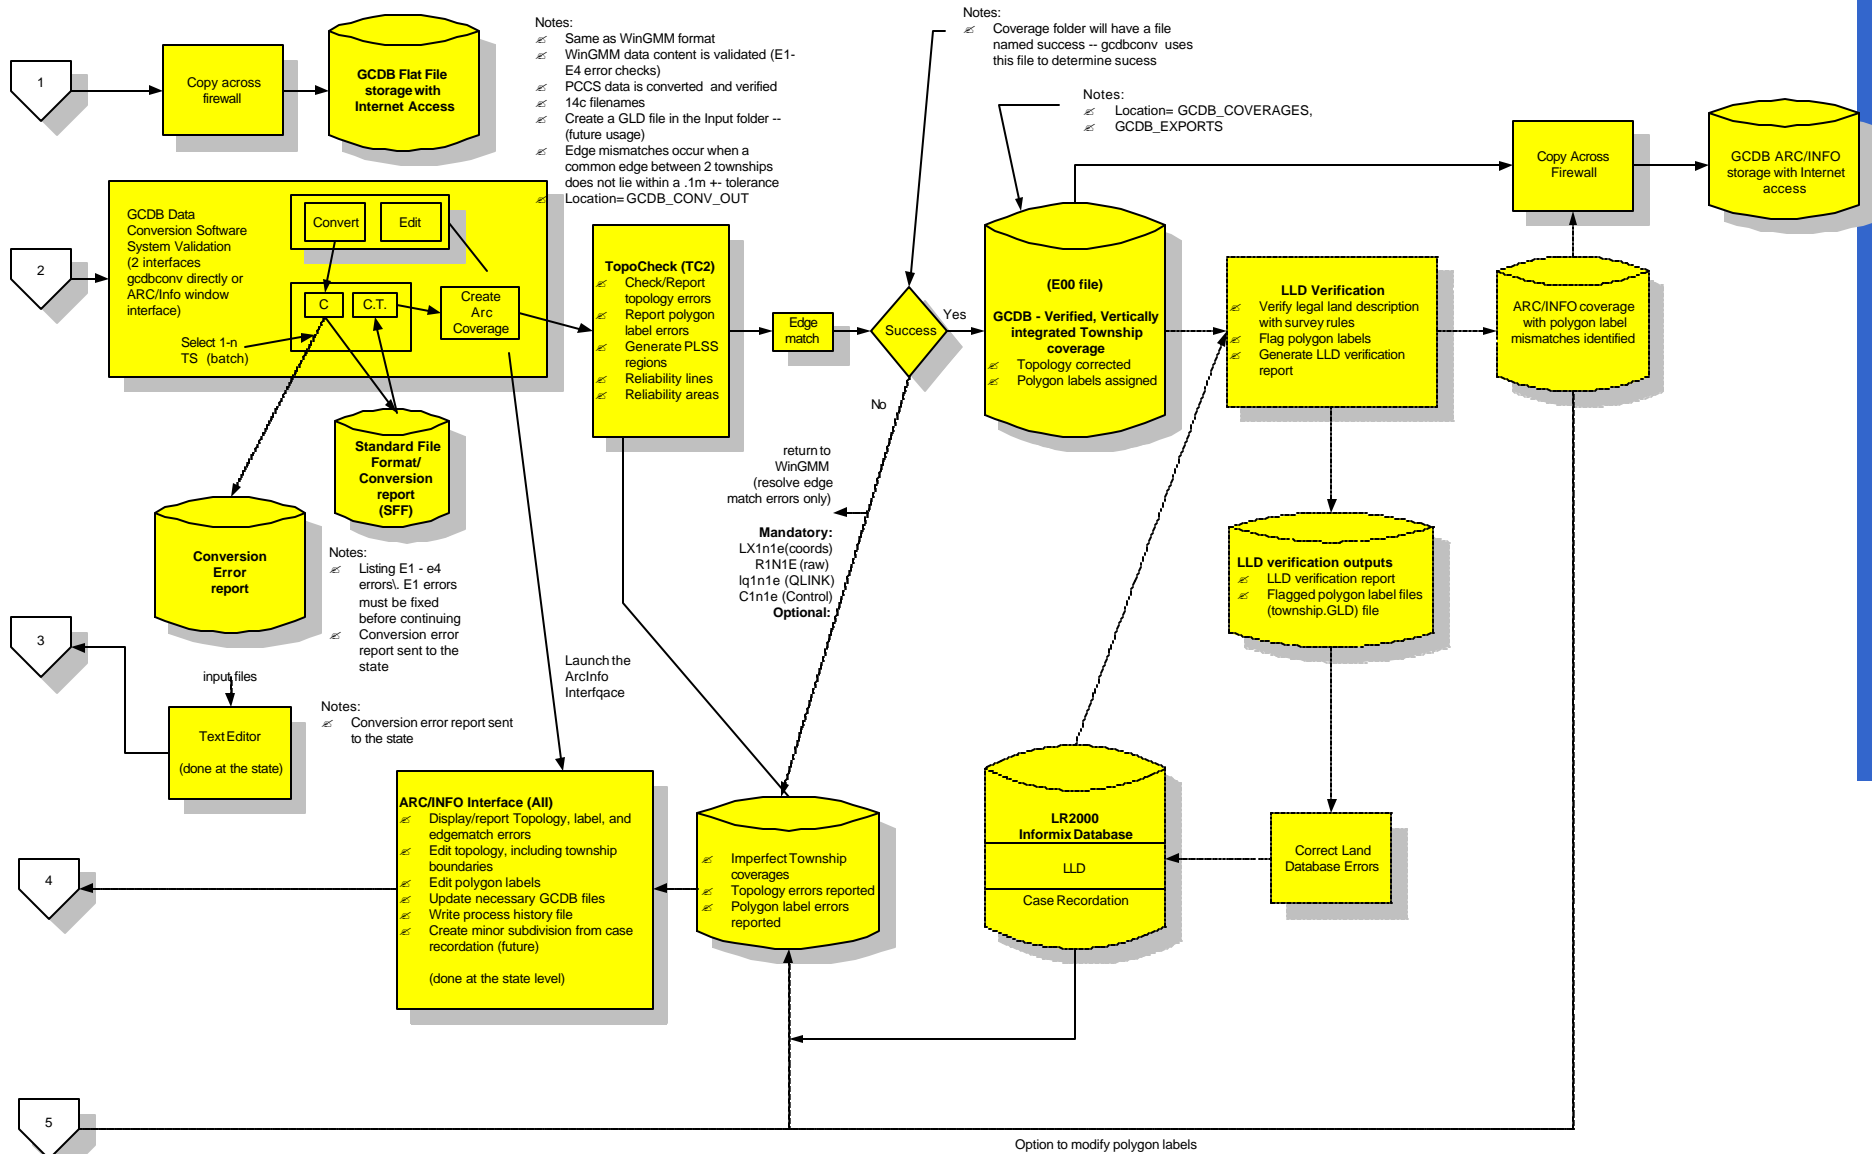 1
Copy across
firewall
GCDB Flat File
storage with
Internet Access
Notes:
Same as WinGMM format
WinGMM data content is validated (E1-
E4 error checks)
PCCS data is converted and verified
14c filenames
Create a GLD file in the Input folder --
(future usage)
Edge mismatches occur when a
common edge between 2 townships
does not lie within a .1m +- tolerance
Location= GCDB_CONV_OUT
Notes:
Coverage folder will have a file
named success -- gcdbconv uses
this file to determine sucess
Notes:
Location= GCDB_COVERAGES,
GCDB_EXPORTS
Copy Across
Firewall
GCDB ARC/INFO
storage with Internet
access
2
GCDB Data
Conversion Software
System Validation
(2 interfaces
gcdbconv directly or
ARC/Info window
interface)
Convert
Edit
C
C.T.
Create
Arc
Coverage
Select 1-n
TS (batch)
TopoCheck (TC2)
Check/Report
topology errors
Report polygon
label errors
Generate PLSS
regions
Reliability lines
Reliability areas
Edge
match
Success
Yes
No
(E00 file)
GCDB - Verified, Vertically
integrated Township
coverage
Topology corrected
Polygon labels assigned
LLD Verification
Verify legal land description
with survey rules
Flag polygon labels
Generate LLD verification
report
ARC/INFO coverage
with polygon label
mismatches identified
Standard File
Format/
Conversion
report
(SFF)
Conversion
Error
report
Notes:
Listing E1 - e4
errors\. E1 errors
must be fixed
before continuing
Conversion error
report sent to the
state
return to
WinGMM
(resolve edge
match errors only)
Mandatory:
LX1n1e(coords)
R1N1E (raw)
lq1n1e (QLINK)
C1n1e (Control)
Optional:
LLD verification outputs
LLD verification report
Flagged polygon label files
(township.GLD) file
3
input files
Text Editor
(done at the state)
Notes:
Conversion error report sent
to the state
Launch the
ArcInfo
Interfqace
4
ARC/INFO Interface (AII)
Display/report Topology, label, and
edgematch errors
Edit topology, including township
boundaries
Edit polygon labels
Update necessary GCDB files
Write process history file
Create minor subdivision from case
recordation (future)
(done at the state level)
Imperfect Township
coverages
Topology errors reported
Polygon label errors
reported
LR2000
Informix Database
LLD
Case Recordation
Correct Land
Database Errors
5
Option to modify polygon labels